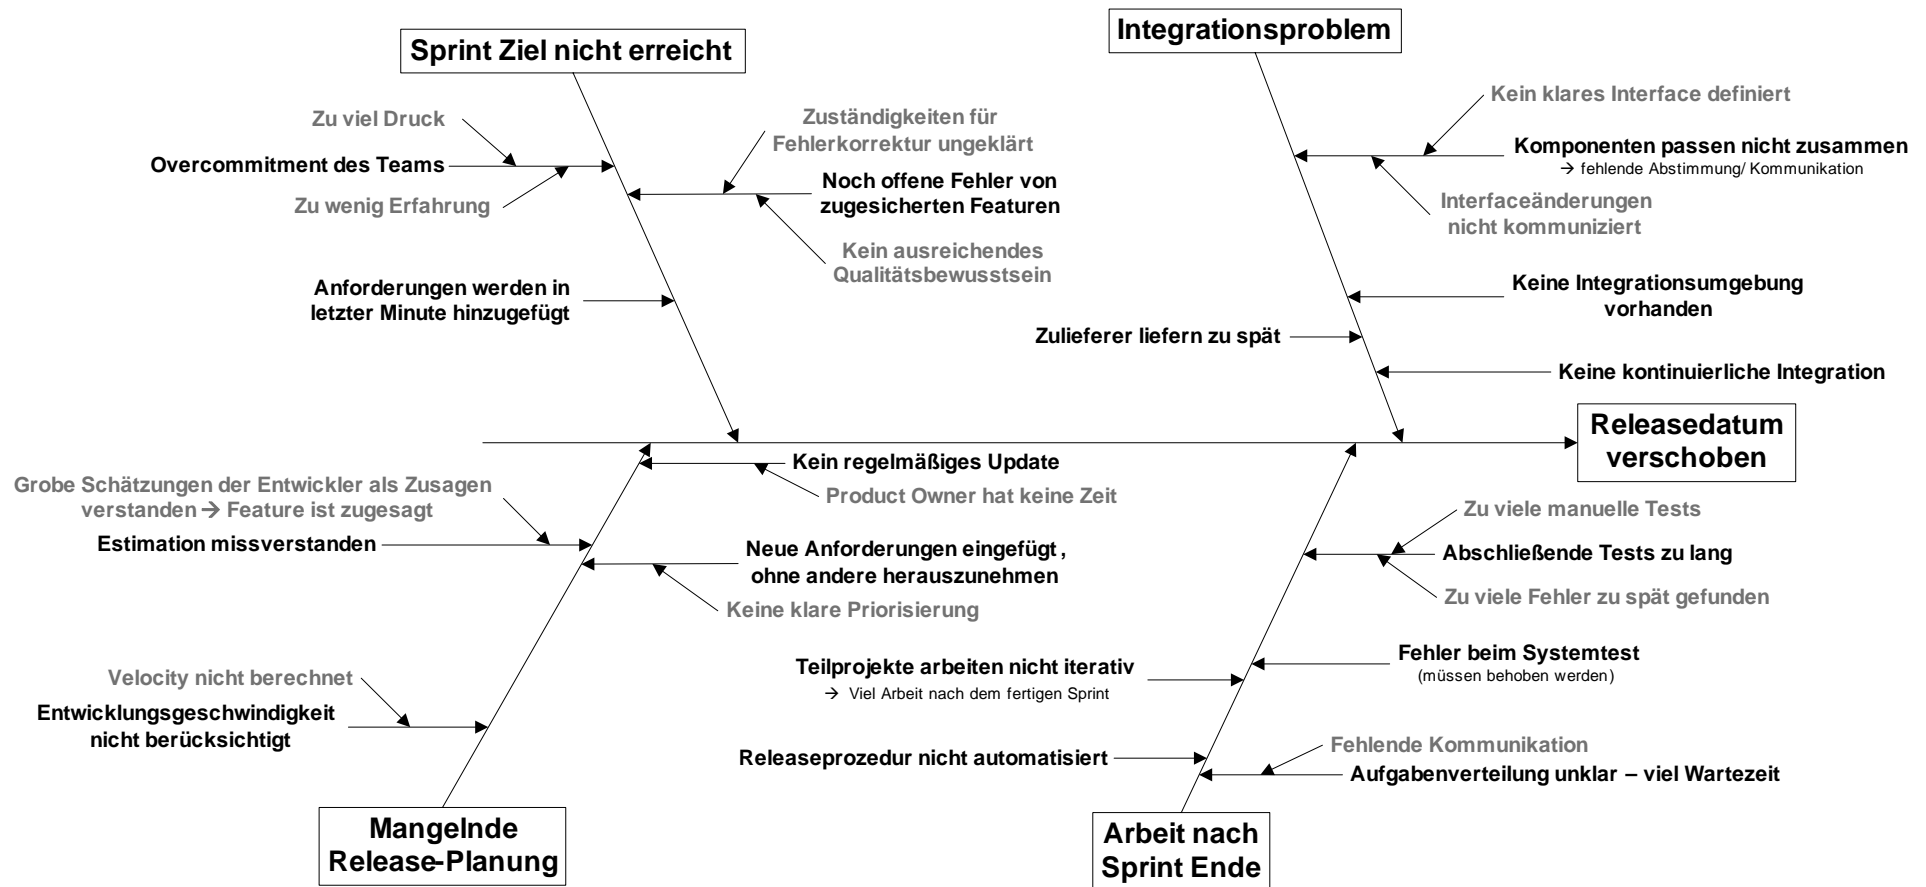 Sprint Ziel nicht erreicht
Zu viel Druck
Overcommitment des Teams
Zu wenig Erfahrung
Zuständigkeiten für
Fehlerkorrektur ungeklärt
Noch offene Fehler von
zugesicherten Featuren
Kein ausreichendes
Qualitätsbewusstsein
Anforderungen werden in
letzter Minute hinzugefügt
Integrationsproblem
Kein klares Interface definiert
Komponenten passen nicht zusammen
→ fehlende Abstimmung/ Kommunikation
Interfaceänderungen
nicht kommuniziert
Keine Integrationsumgebung
vorhanden
Zulieferer liefern zu spät
Keine kontinuierliche Integration
Releasedatum
verschoben
Kein regelmäßiges Update
Product Owner hat keine Zeit
Grobe Schätzungen der Entwickler als Zusagen
verstanden → Feature ist zugesagt
Estimation missverstanden
Neue Anforderungen eingefügt ,
ohne andere herauszunehmen
Keine klare Priorisierung
Velocity nicht berechnet
Entwicklungsgeschwindigkeit
nicht berücksichtigt
Mangelnde
Release-Planung
Zu viele manuelle Tests
Abschließende Tests zu lang
Zu viele Fehler zu spät gefunden
Teilprojekte arbeiten nicht iterativ
→ Viel Arbeit nach dem fertigen Sprint
Fehler beim Systemtest
(müssen behoben werden)
Releaseprozedur nicht automatisiert
Fehlende Kommunikation
Aufgabenverteilung unklar – viel Wartezeit
Arbeit nach
Sprint Ende